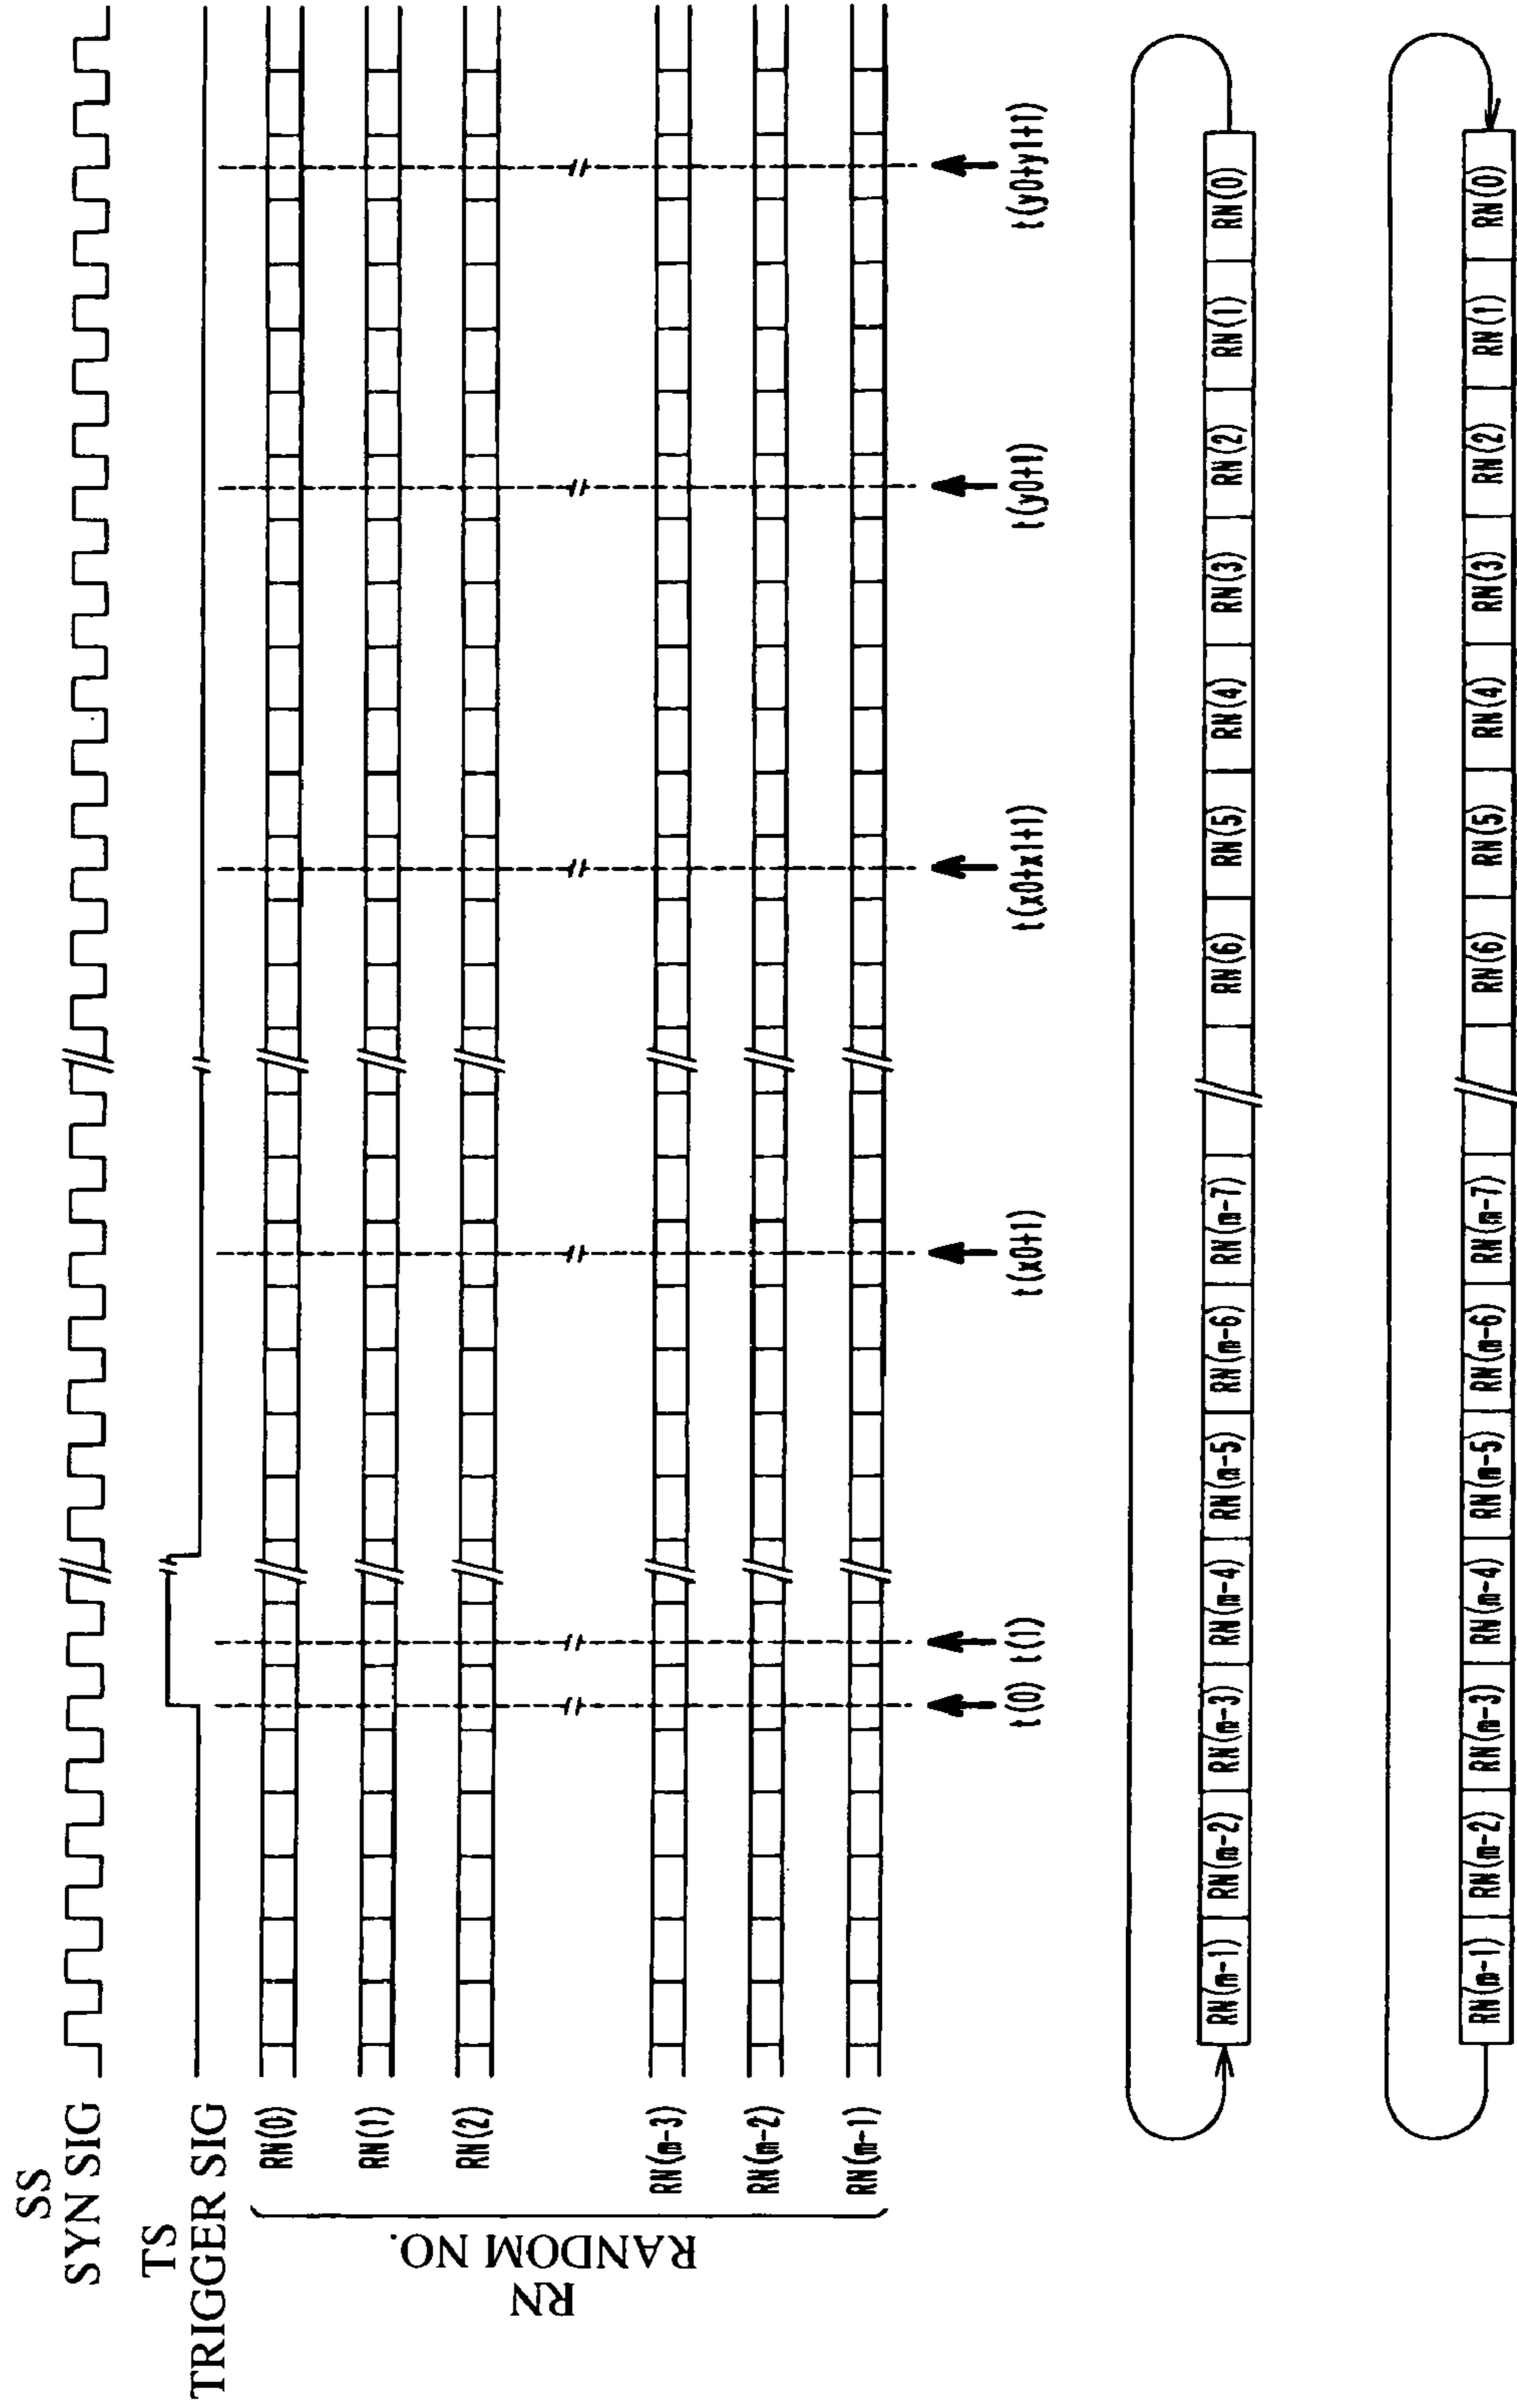 SS
SYN SIG
TS
TRIGGER SIG
RN
RANDOM NO.
RN(0)
RN(1)
RN(2)
RN(m-3)
RN(m-2)
RN(m-1)
t(0) t(1) t(x0+1) t(x0+x1+1) t(y0+1) t(y0+y1+1)
RN(m-1) RN(m-2) RN(m-3) RN(m-4) RN(m-5) RN(m-6) RN(m-7) RN(6) RN(5) RN(4) RN(3) RN(2) RN(1) RN(0)
RN(m-1) RN(m-2) RN(m-3) RN(m-4) RN(m-5) RN(m-6) RN(m-7) RN(6) RN(5) RN(4) RN(3) RN(2) RN(1) RN(0)